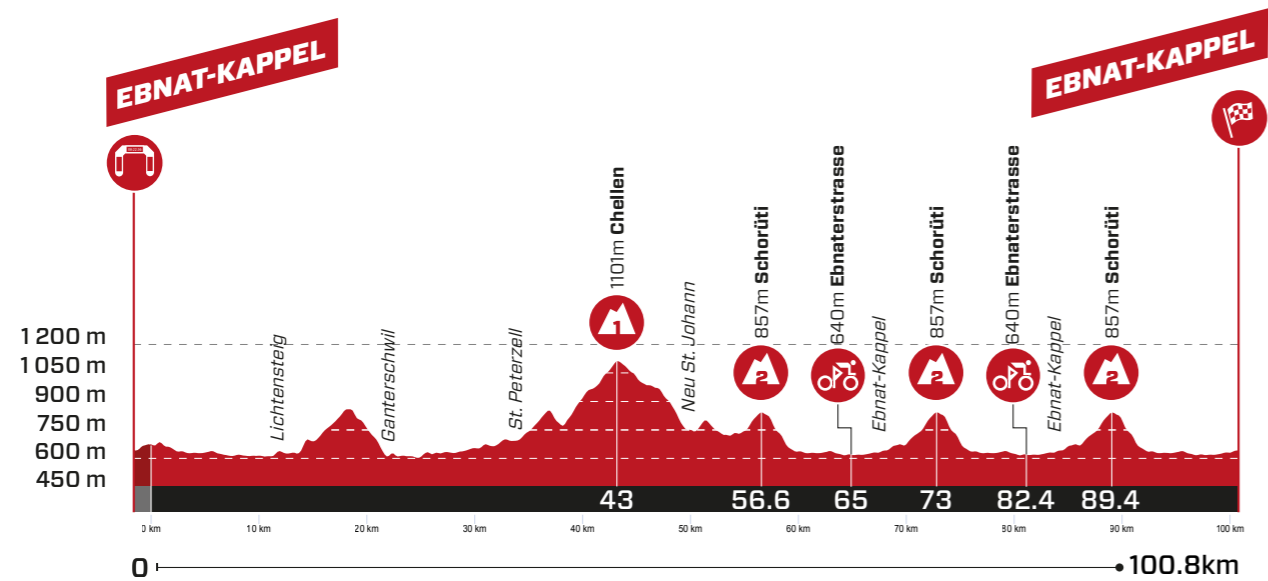 EBNAT-KAPPEL
EBNAT-KAPPEL
1101m Chellen
857m Schorüti
640m Ebnaterstrasse
857m Schorüti
640m Ebnaterstrasse
857m Schorüti
Lichtensteig
Ganterschwil
St. Peterzell
Neu St. Johann
Ebnat-Kappel
Ebnat-Kappel
1
2
2
2
1200 m
1050 m
900 m
750 m
600 m
450 m
43 56.6 65 73 82.4 89.4
0 km 10 km 20 km 30 km 40 km 50 km 60 km 70 km 80 km 90 km 100 km
0 100.8km